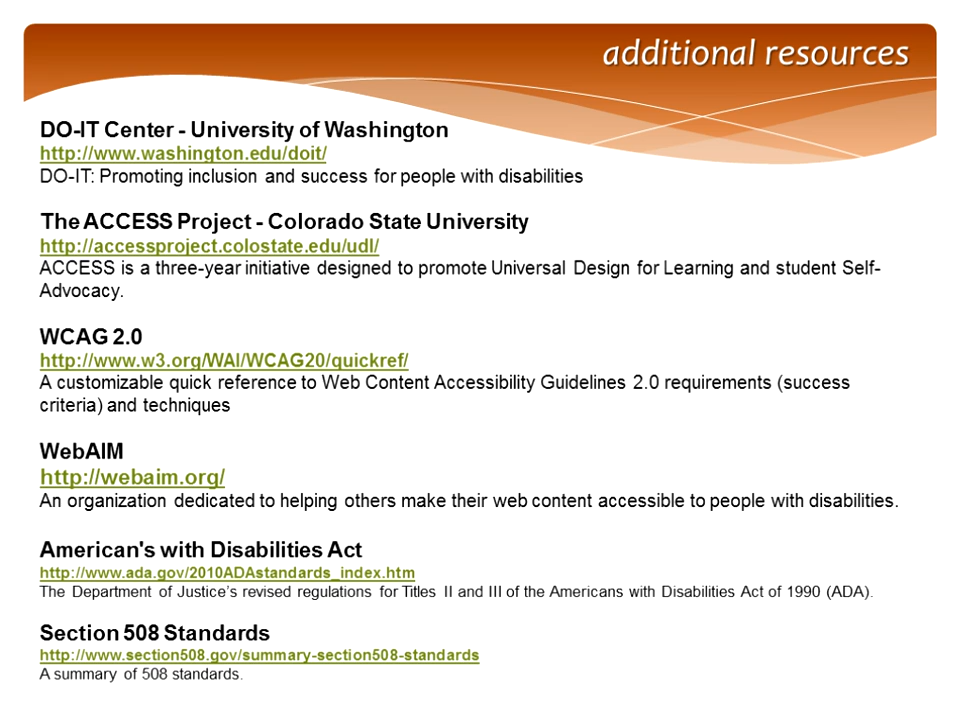 additional resources
DO-IT Center - University of Washington
http://www.washington.edu/doit/
DO-IT: Promoting inclusion and success for people with disabilities
The ACCESS Project - Colorado State University
http://accessproject.colostate.edu/udl/
ACCESS is a three-year initiative designed to promote Universal Design for Learning and student Self-
Advocacy.
WCAG 2.0
http://www.w3.org/WAI/WCAG20/quickref/
A customizable quick reference to Web Content Accessibility Guidelines 2.0 requirements (success
criteria) and techniques
WebAIM
http://webaim.org/
An organization dedicated to helping others make their web content accessible to people with disabilities.
American's with Disabilities Act
http://www.ada.gov/2010ADAstandards_index.htm
The Department of Justice’s revised regulations for Titles II and III of the Americans with Disabilities Act of 1990 (ADA).
Section 508 Standards
http://www.section508.gov/summary-section508-standards
A summary of 508 standards.